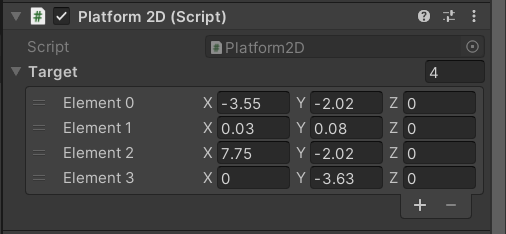 Platform 2D (Script)
Script Platform2D
Target 4
Element 0 X -3.55 Y -2.02 Z 0
Element 1 X 0.03 Y 0.08 Z 0
Element 2 X 7.75 Y -2.02 Z 0
Element 3 X 0 Y -3.63 Z 0